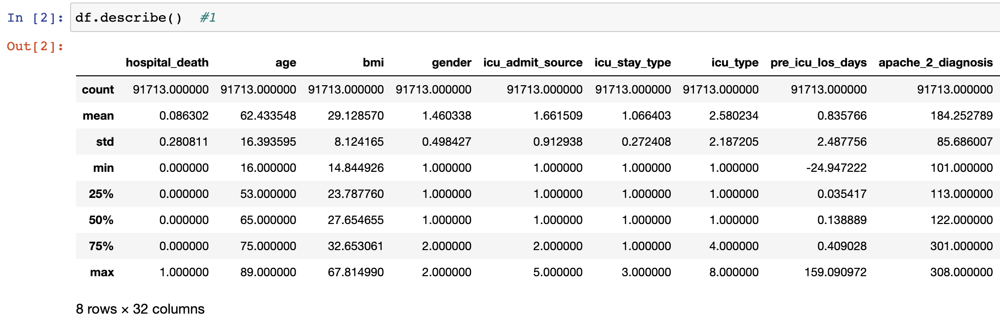 In [2]: df.describe() #1
Out[2]:
hospital_death age bmi gender icu_admit_source icu_stay_type icu_type pre_icu_los_days apache_2_diagnosis
count 91713.000000 91713.000000 91713.000000 91713.000000 91713.000000 91713.000000 91713.000000 91713.000000 91713.000000
mean 0.086302 62.433548 29.128570 1.460338 1.661509 1.066403 2.580234 0.835766 184.252789
std 0.280811 16.393595 8.124165 0.498427 0.912938 0.272408 2.187205 2.487756 85.686007
min 0.000000 16.000000 14.844926 1.000000 1.000000 1.000000 1.000000 -24.947222 101.000000
25% 0.000000 53.000000 23.787760 1.000000 1.000000 1.000000 1.000000 0.035417 113.000000
50% 0.000000 65.000000 27.654655 1.000000 1.000000 1.000000 1.000000 0.138889 122.000000
75% 0.000000 75.000000 32.653061 2.000000 2.000000 1.000000 4.000000 0.409028 301.000000
max 1.000000 89.000000 67.814990 2.000000 5.000000 3.000000 8.000000 159.090972 308.000000
8 rows × 32 columns